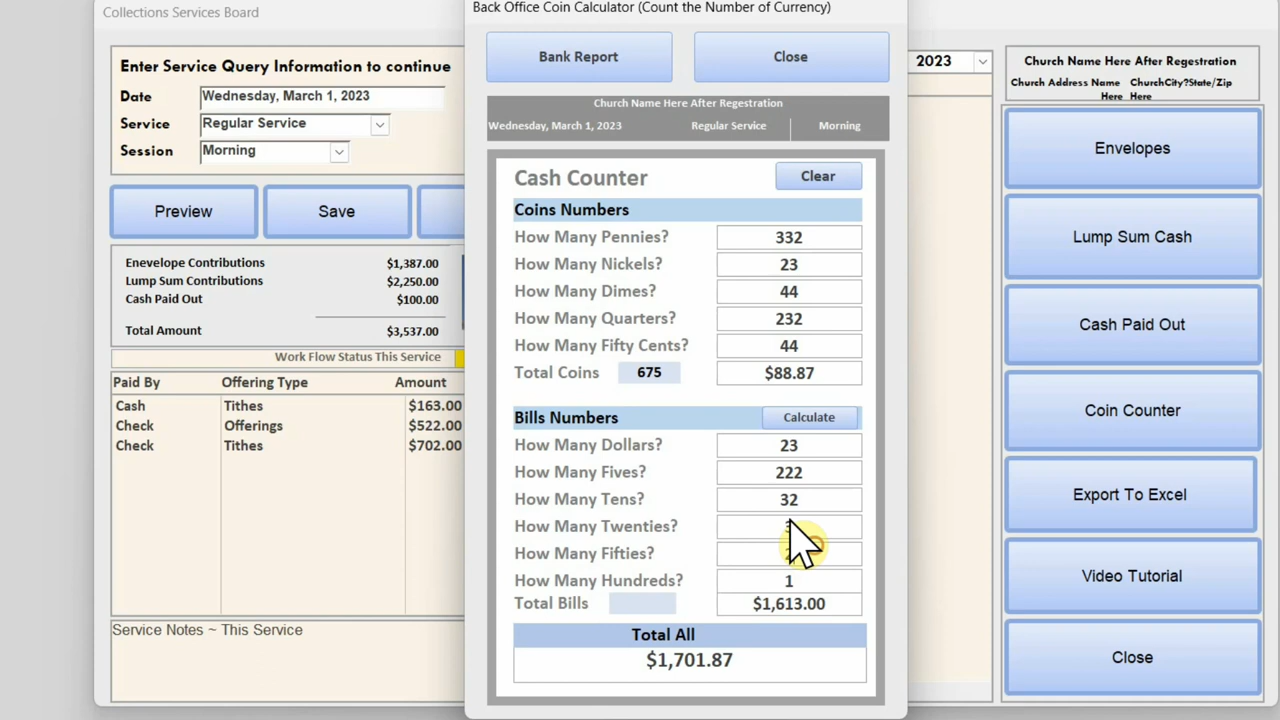 Collections Services Board
Enter Service Query Information to continue
Date Wednesday, March 1, 2023
Service Regular Service
Session Morning
Preview Save
Enevelope Contributions $1,387.00
Lump Sum Contributions $2,250.00
Cash Paid Out $100.00
Total Amount $3,537.00
Work Flow Status This Service
Paid By Offering Type Amount
Cash Tithes $163.00
Check Offerings $522.00
Check Tithes $702.00
Service Notes ~ This Service
Back Office Coin Calculator (Count the Number of Currency)
Bank Report Close
Church Name Here After Regestration
Wednesday, March 1, 2023 Regular Service Morning
Cash Counter Clear
Coins Numbers
How Many Pennies? 332
How Many Nickels? 23
How Many Dimes? 44
How Many Quarters? 232
How Many Fifty Cents? 44
Total Coins 675 $88.87
Bills Numbers Calculate
How Many Dollars? 23
How Many Fives? 222
How Many Tens? 32
How Many Twenties?
How Many Fifties?
How Many Hundreds? 1
Total Bills $1,613.00
Total All
$1,701.87
2023
Church Name Here After Regestration
Church Address Name ChurchCity?State/Zip
Here Here
Envelopes
Lump Sum Cash
Cash Paid Out
Coin Counter
Export To Excel
Video Tutorial
Close